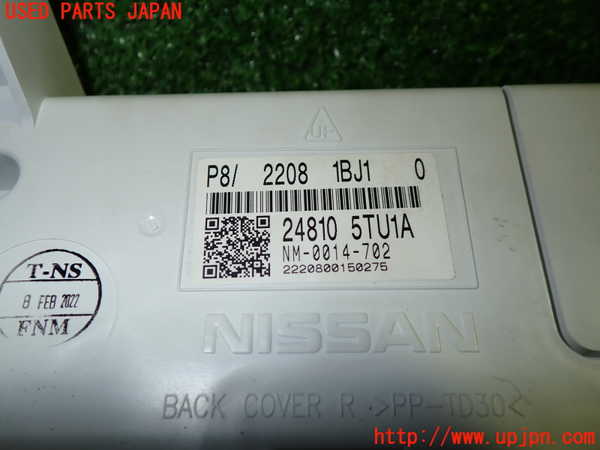 USED PARTS JAPAN
UP
P8/ 2208 1BJ1 0
24810 5TU1A
NM-0014-702
2220800150275
T-NS
8 FEB 2022
FNM
NISSAN
BACK COVER R >PP-TD30<
http://www.upjpn.com/